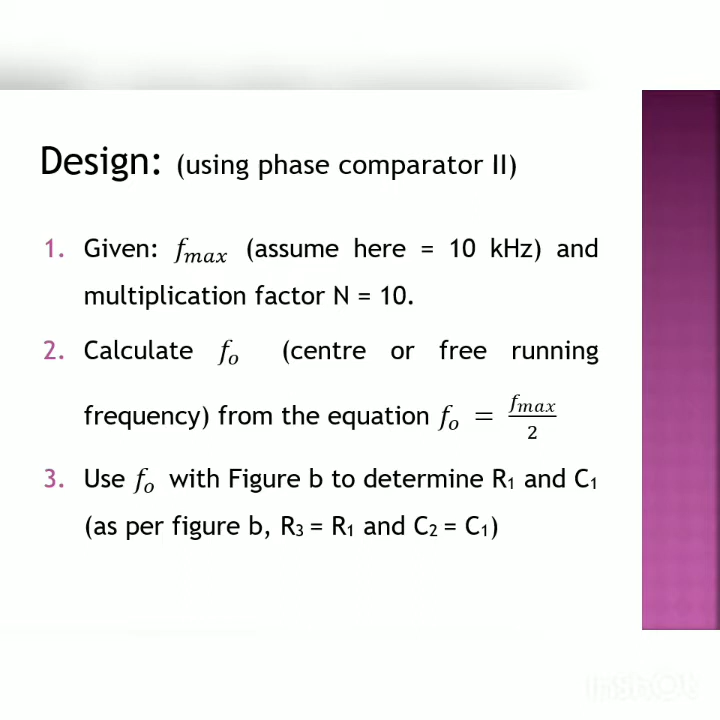 Design: (using phase comparator II)
1. Given: fmax (assume here = 10 kHz) and
multiplication factor N = 10.
2. Calculate fo (centre or free running
frequency) from the equation fo = fmax/2
3. Use fo with Figure b to determine R1 and C1
(as per figure b, R3 = R1 and C2 = C1)